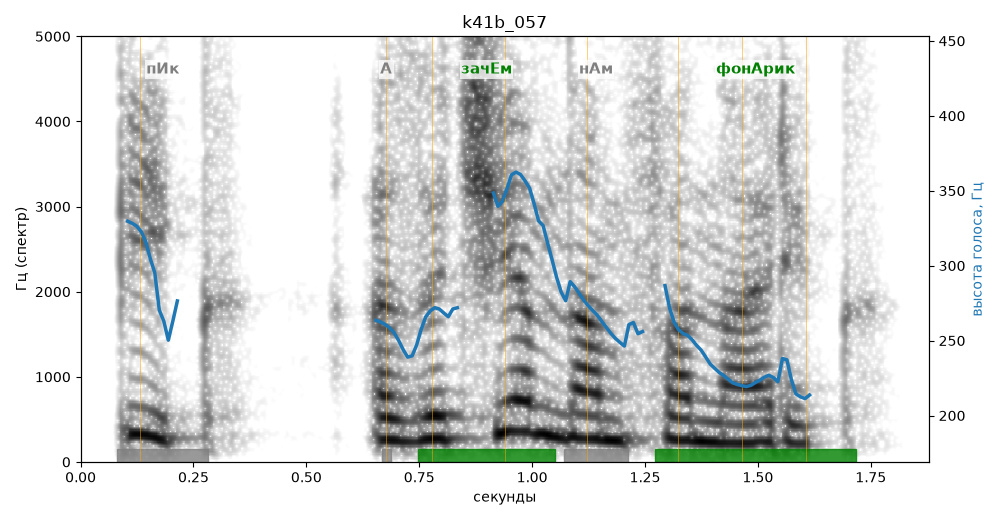 k41b_057
5000
4000
3000
2000
1000
0
Гц (спектр)
пИк
А
зачЕм
нАм
фонАрик
450
400
350
300
250
200
высота голоса, Гц
0.00 0.25 0.50 0.75 1.00 1.25 1.50 1.75
секунды